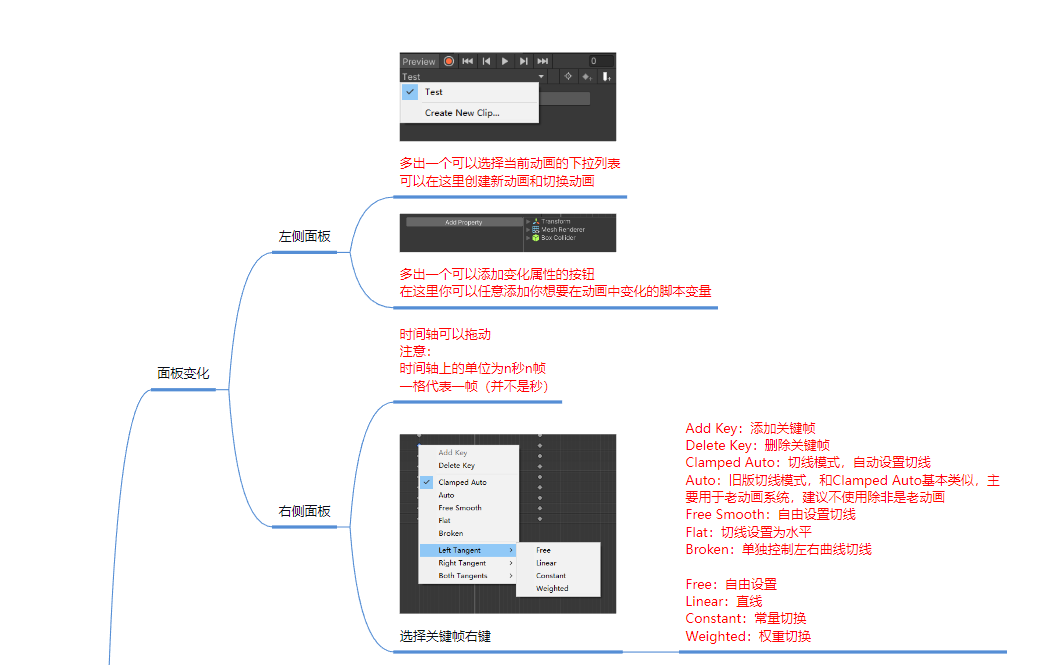 Preview
0
Test
Test
Create New Clip...
多出一个可以选择当前动画的下拉列表
可以在这里创建新动画和切换动画
左侧面板
Add Property
Transform
Mesh Renderer
Box Collider
多出一个可以添加变化属性的按钮
在这里你可以任意添加你想要在动画中变化的脚本变量
面板变化
时间轴可以拖动
注意：
时间轴上的单位为n秒n帧
一格代表一帧（并不是秒）
右侧面板
Add Key
Delete Key
Clamped Auto
Auto
Free Smooth
Flat
Broken
Left Tangent
Right Tangent
Both Tangents
Free
Linear
Constant
Weighted
选择关键帧右键
Add Key：添加关键帧
Delete Key：删除关键帧
Clamped Auto：切线模式，自动设置切线
Auto：旧版切线模式，和Clamped Auto基本类似，主
要用于老动画系统，建议不使用除非是老动画
Free Smooth：自由设置切线
Flat：切线设置为水平
Broken：单独控制左右曲线切线
Free：自由设置
Linear：直线
Constant：常量切换
Weighted：权重切换